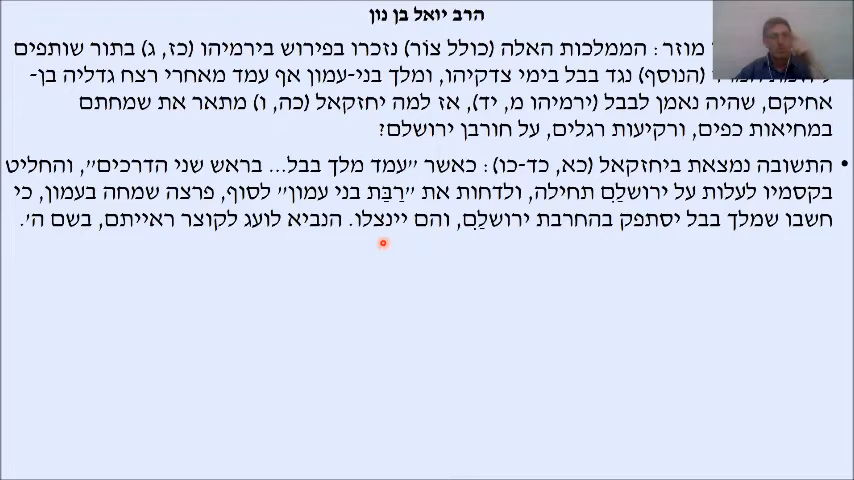 הרב יואל בן נון
מוזר: הממלכות האלה (כולל צוֹר) נזכרו בפירוש בירמיהו (כז, ג) בתור שותפים
(הנוסף) נגד בבל בימי צדקיהו, ומלך בני-עמון אף עמד מאחרי רצח גדליה בן-
אחיקם, שהיה נאמן לבבל (ירמיהו מ, יד), אז למה יחזקאל (כה, ו) מתאר את שמחתם
במחיאות כפים, ורקיעות רגלים, על חורבן ירושלם?
• התשובה נמצאת ביחזקאל (כא, כד-כו): כאשר "עמד מלך בבל... בראש שני הדרכים", והחליט
בקסמיו לעלות על ירושלַםִ תחילה, ולדחות את "רַבַּת בני עמון" לסוף, פרצה שמחה בעמון, כי
חשבו שמלך בבל יסתפק בהחרבת ירושלַםִ, והם יינצלו. הנביא לועג לקוצר ראייתם, בשם ה'.